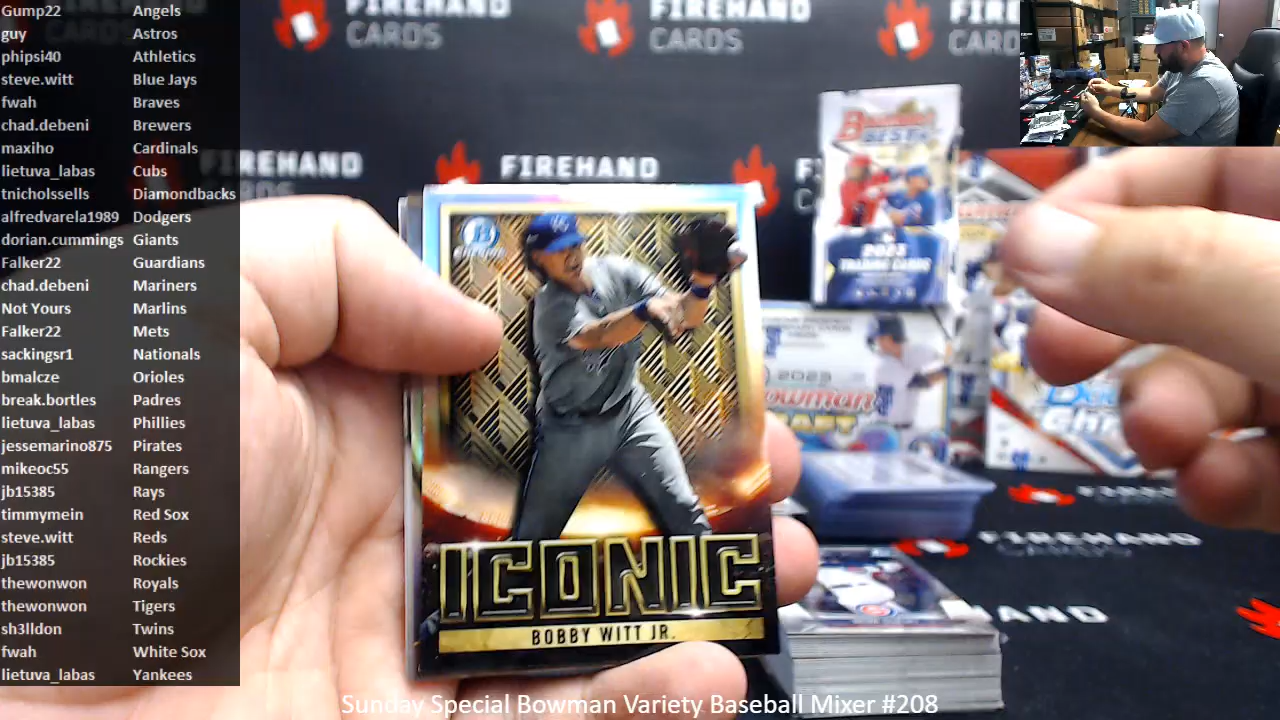 Gump22 Angels
guy Astros
phipsi40 Athletics
steve.witt Blue Jays
fwah Braves
chad.debeni Brewers
maxiho Cardinals
lietuva_labas Cubs
tnicholssells Diamondbacks
alfredvarela1989 Dodgers
dorian.cummings Giants
Falker22 Guardians
chad.debeni Mariners
Not Yours Marlins
Falker22 Mets
sackingsr1 Nationals
bmalcze Orioles
break.bortles Padres
lietuva_labas Phillies
jessemarino875 Pirates
mikeoc55 Rangers
jb15385 Rays
timmymein Red Sox
steve.witt Reds
jb15385 Rockies
thewonwon Royals
thewonwon Tigers
sh3lldon Twins
fwah White Sox
lietuva_labas Yankees
FIREHAND
CARDS
FIREHAND
CARDS
FIREHAND
CARDS
FIREHAND
Bowman
BEST
2023
TRADING CARDS
2023
Bowman
DRAFT
ICONIC
BOBBY WITT JR.
FIREHAND
Sunday Special Bowman Variety Baseball Mixer #208